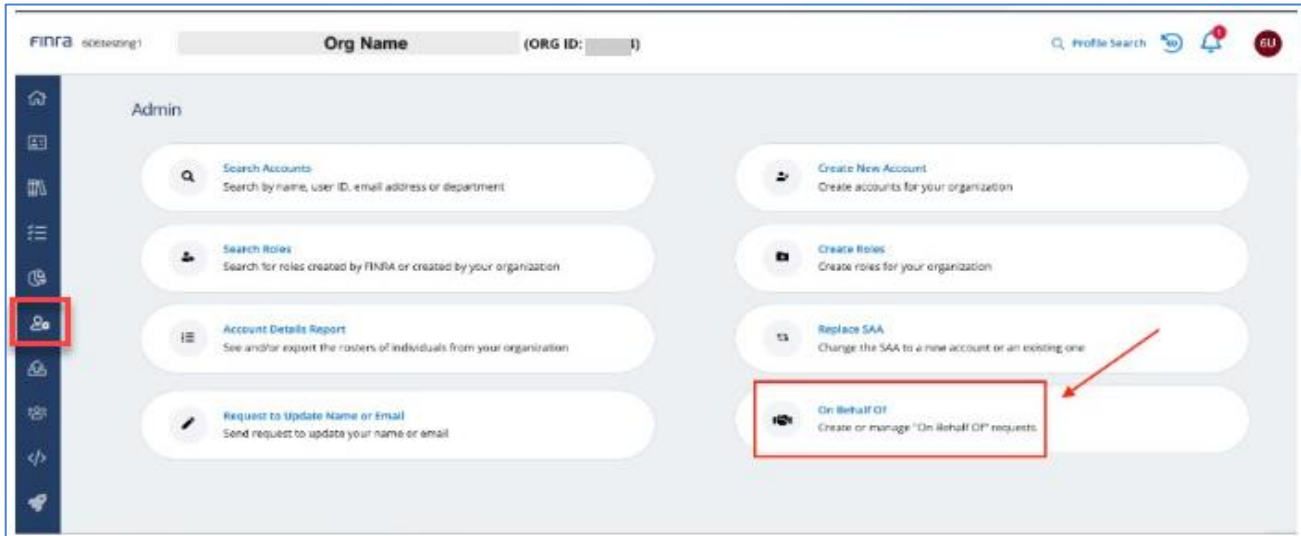 Finra 606testing1 Org Name (ORG ID: 4) Profile Search 6U
Admin
Search Accounts
Search by name, user ID, email address or department
Create New Account
Create accounts for your organization
Search Roles
Search for roles created by FINRA or created by your organization
Create Roles
Create roles for your organization
Account Details Report
See and/or export the rosters of individuals from your organization
Replace SAA
Change the SAA to a new account or an existing one
Request to Update Name or Email
Send request to update your name or email
On Behalf Of
Create or manage "On Behalf Of" requests.